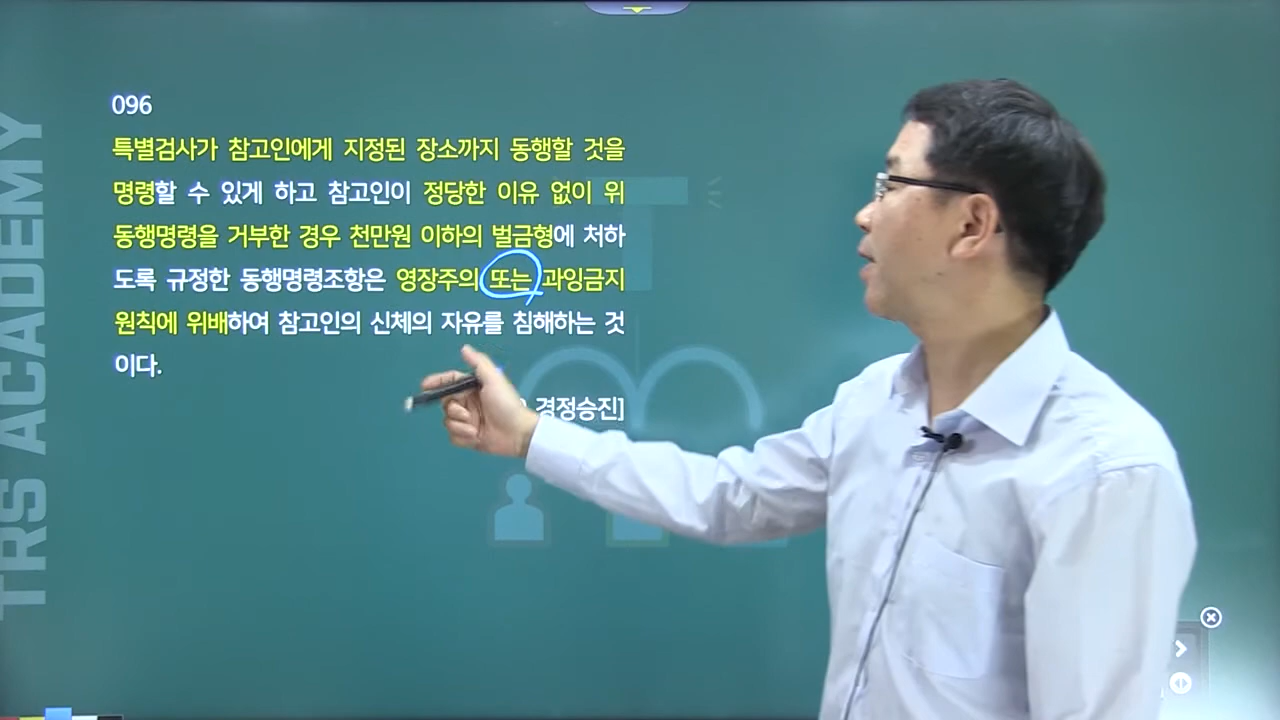 TRS ACADEMY
096
특별검사가 참고인에게 지정된 장소까지 동행할 것을
명령할 수 있게 하고 참고인이 정당한 이유 없이 위
동행명령을 거부한 경우 천만원 이하의 벌금형에 처하
도록 규정한 동행명령조항은 영장주의 또는 과잉금지
원칙에 위배하여 참고인의 신체의 자유를 침해하는 것
이다.
경정승진]